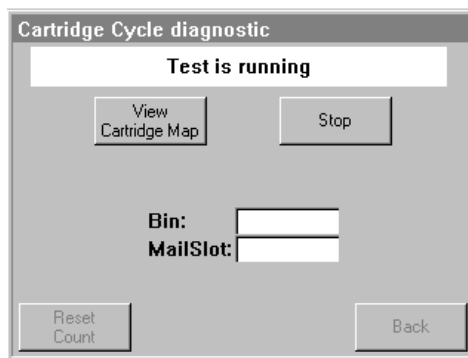 Cartridge Cycle diagnostic
Test is running
View
Cartridge Map
Stop
Bin:
MailSlot:
Reset
Count
Back